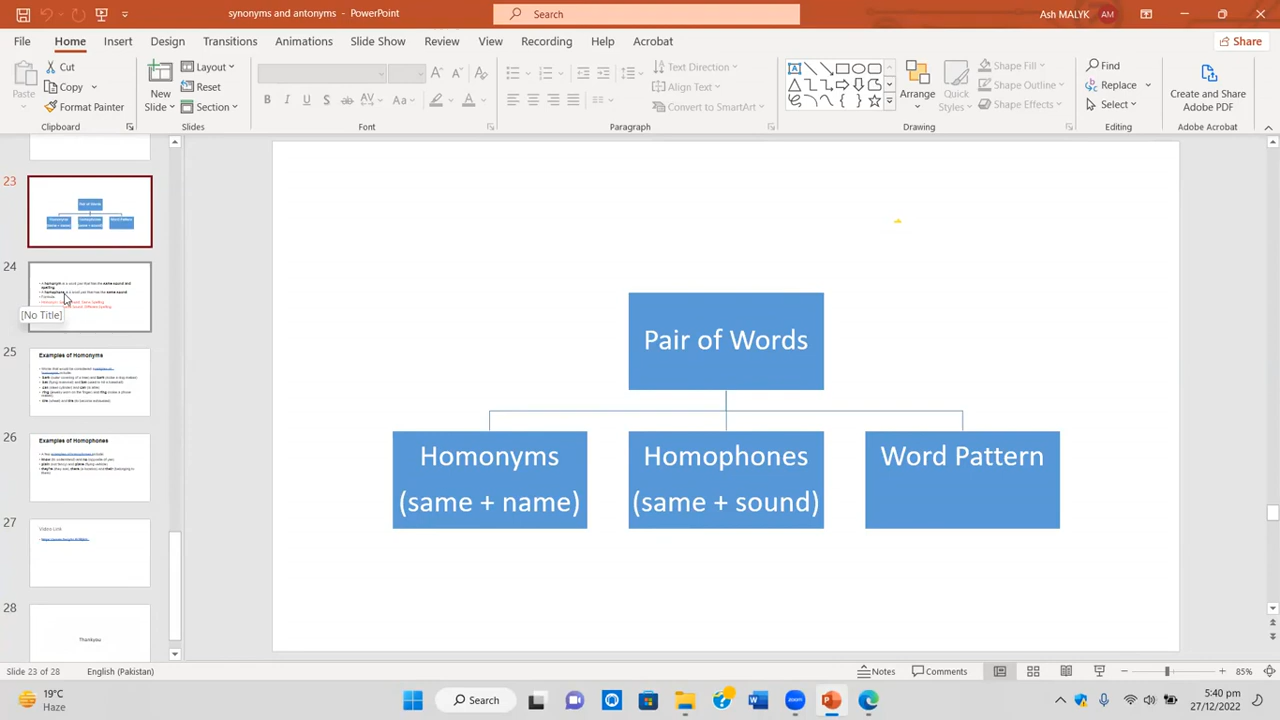 synonyms and antonyms - PowerPoint
Search
Ash MALYK AM
File Home Insert Design Transitions Animations Slide Show Review View Recording Help Acrobat
Share
Paste
Cut
Copy
Format Painter
Clipboard
New
Slide
Layout
Reset
Section
Slides
Font
Text Direction
Align Text
Convert to SmartArt
Paragraph
Arrange
Quick
Styles
Shape Fill
Shape Outline
Shape Effects
Drawing
Find
Replace
Select
Editing
Create and Share
Adobe PDF
Adobe Acrobat
23
Pair of Words
24
[No Title]
25
Examples of Homonyms
26
Examples of Homophones
27
Video Link
28
Thankyou
Pair of Words
Homonyms
(same + name)
Homophones
(same + sound)
Word Pattern
Slide 23 of 28
English (Pakistan)
Notes
Comments
85%
19°C
Haze
Search
zoom
5:40 pm
27/12/2022